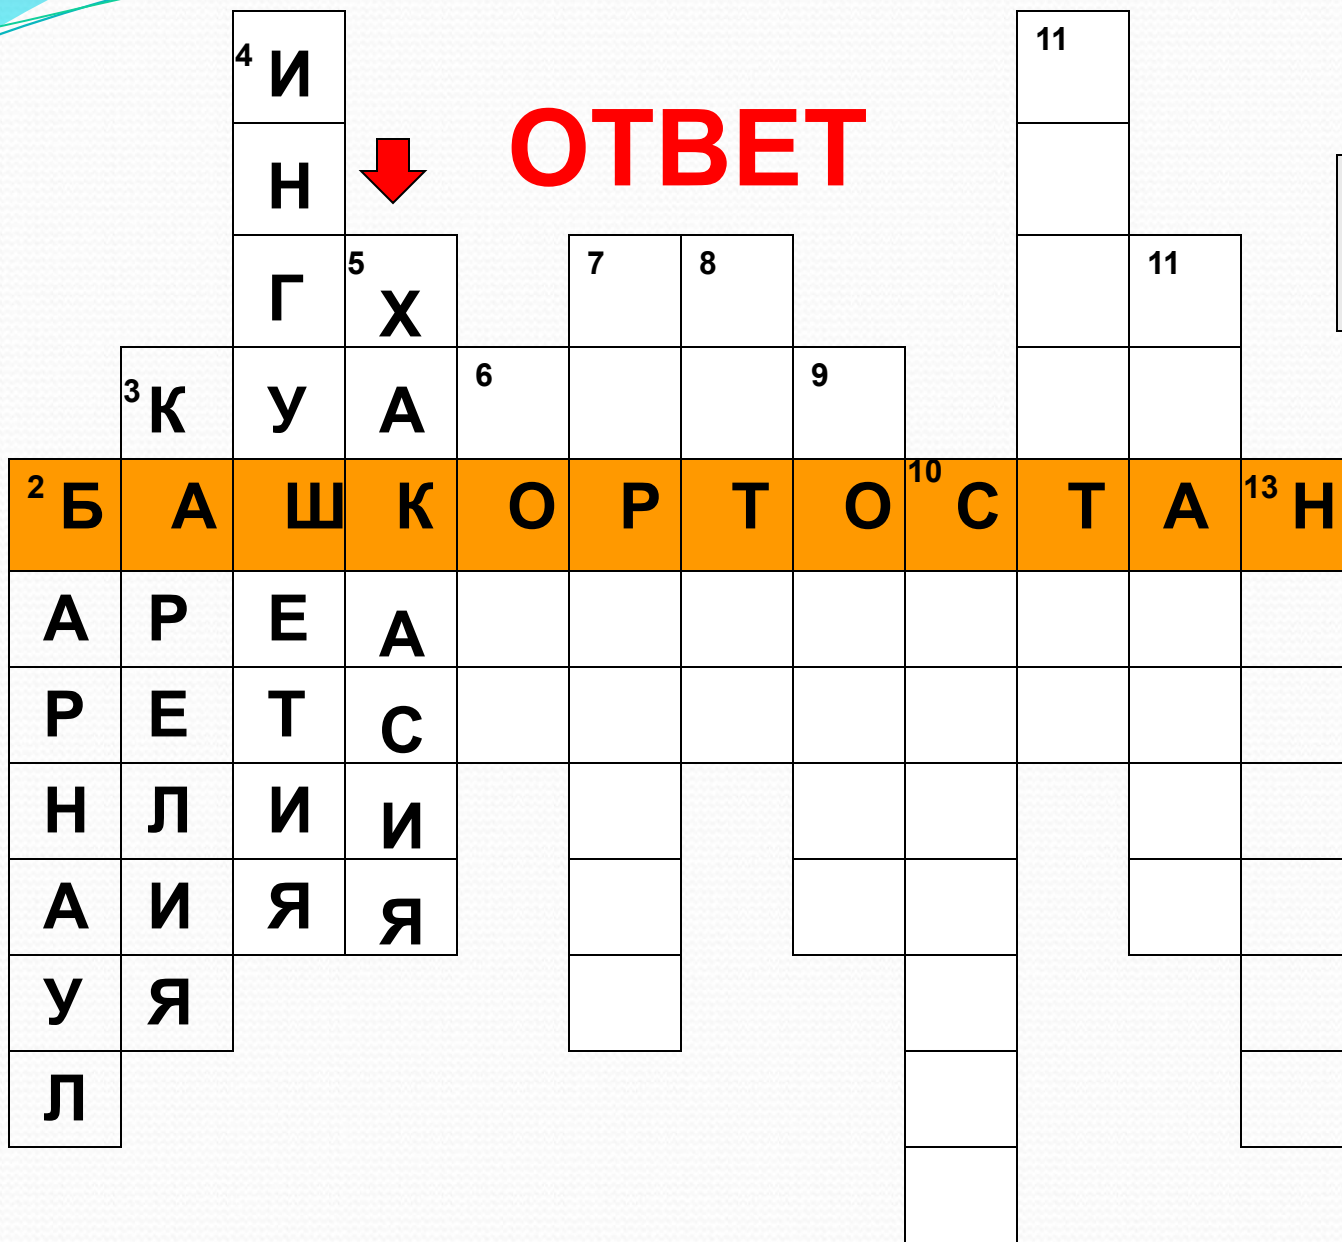 4 И 11
Н ОТВЕТ
Г 5 Х 7 8 11
3 К У А 6 9
2 Б А Ш К О Р Т О 10 С Т А 13 Н
А Р Е А
Р Е Т С
Н Л И И
А И Я Я
У Я
Л